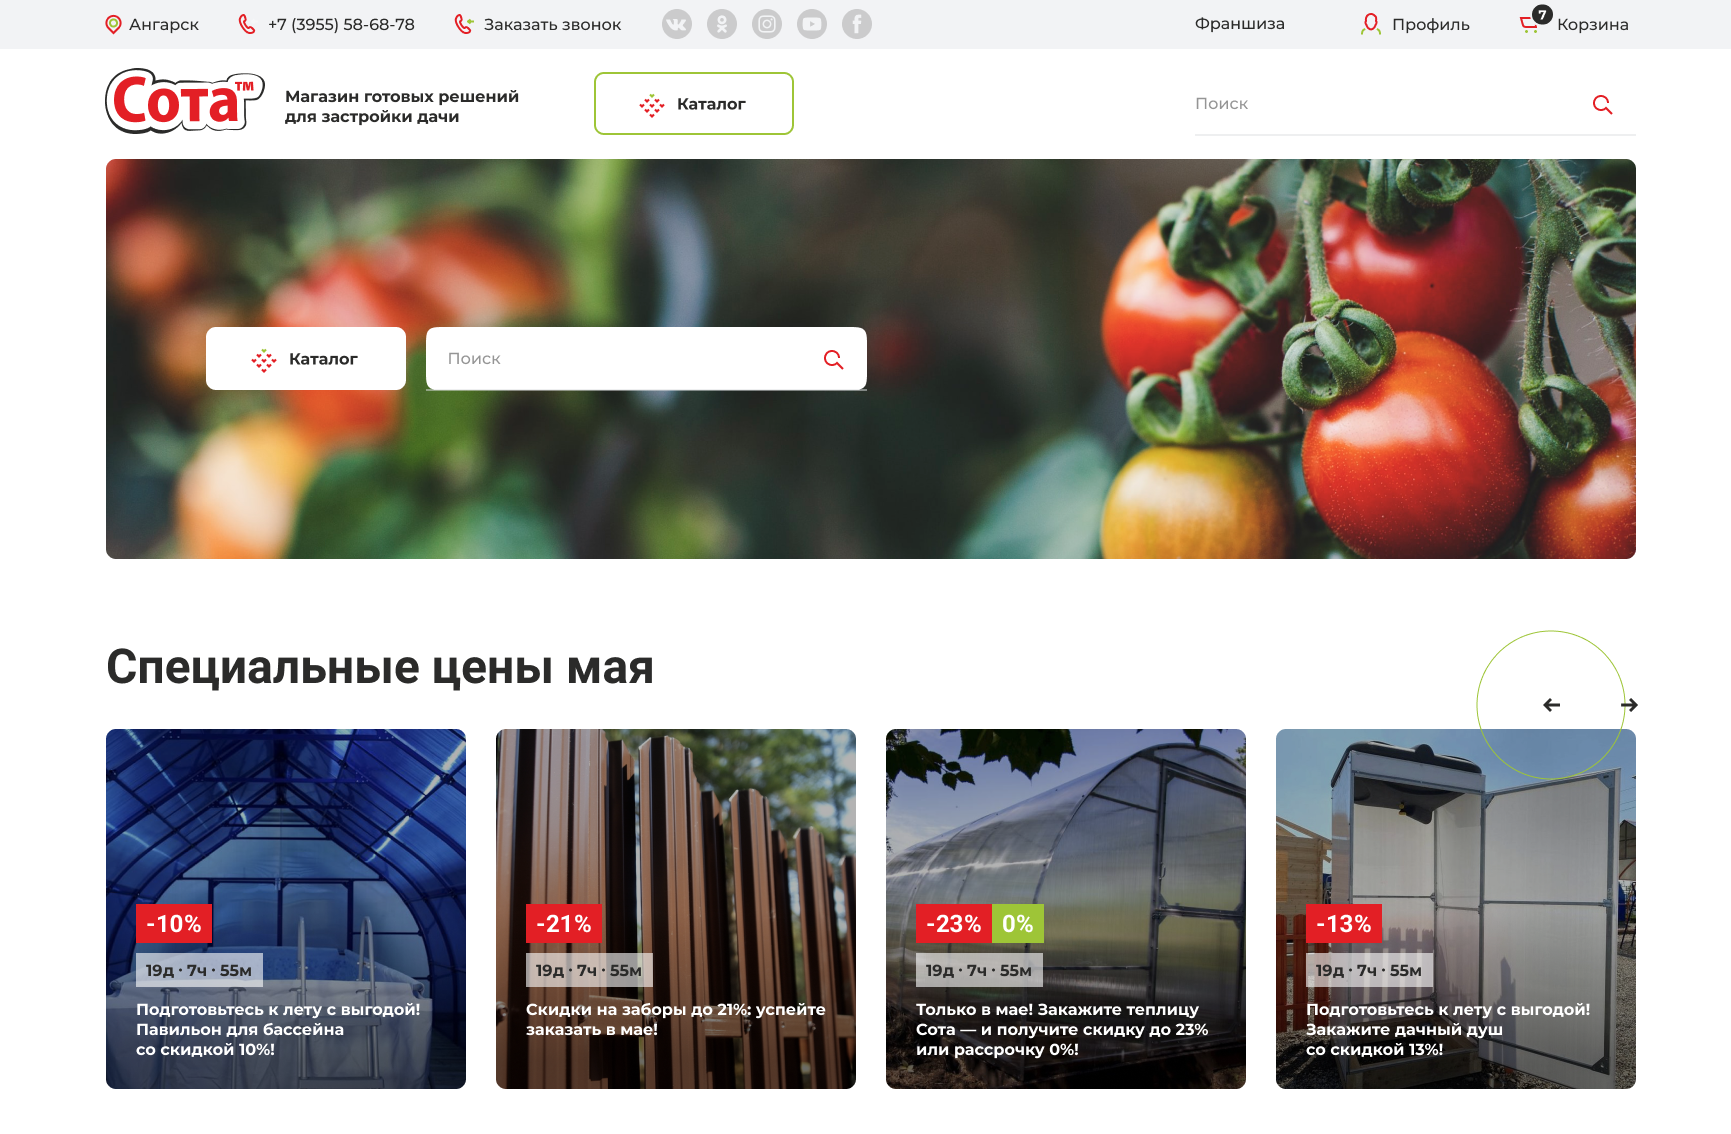 Ангарск
+7 (3955) 58-68-78
Заказать звонок
Франшиза
Профиль
7
Корзина
Сота™
Магазин готовых решений
для застройки дачи
Каталог
Поиск
Каталог
Поиск
Специальные цены мая
-10%
19д · 7ч · 55м
Подготовьтесь к лету с выгодой!
Павильон для бассейна
со скидкой 10%!
-21%
19д · 7ч · 55м
Скидки на заборы до 21%: успейте
заказать в мае!
-23% 0%
19д · 7ч · 55м
Только в мае! Закажите теплицу
Сота — и получите скидку до 23%
или рассрочку 0%!
-13%
19д · 7ч · 55м
Подготовьтесь к лету с выгодой!
Закажите дачный душ
со скидкой 13%!